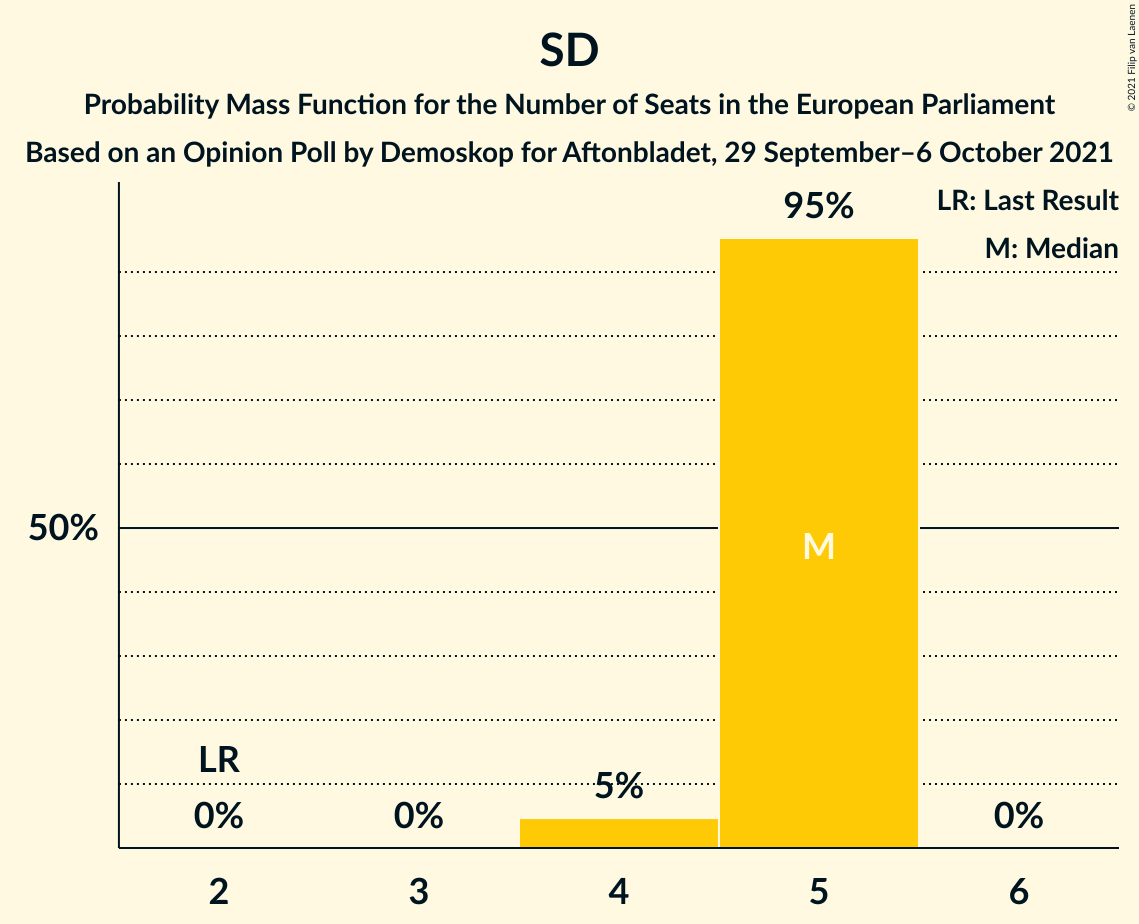 SD
Probability Mass Function for the Number of Seats in the European Parliament
Based on an Opinion Poll by Demoskop for Aftonbladet, 29 September–6 October 2021
© 2021 Filip van Laenen
LR: Last Result
M: Median
95%
50%
M
LR
0%
0%
5%
0%
2
3
4
5
6